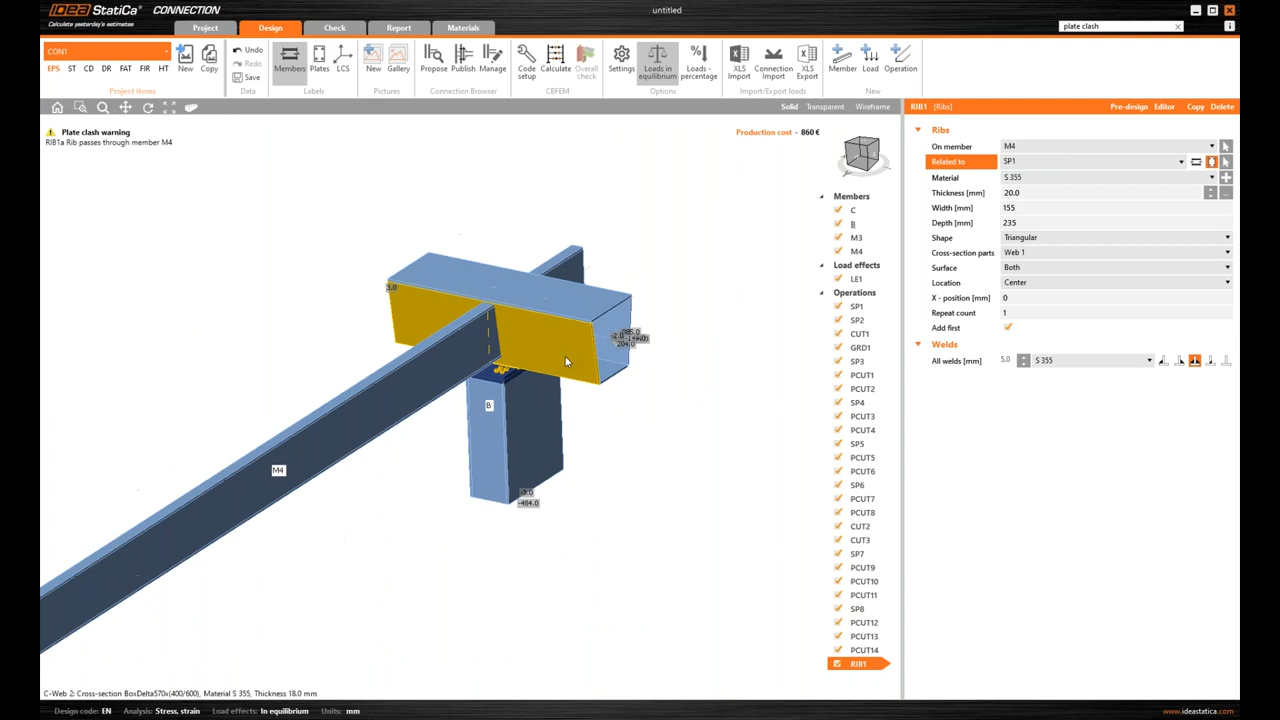 IDEA StatiCa® CONNECTION
Calculate yesterday's estimates
untitled
plate clash
Project
Design
Check
Report
Materials
CON1
EPS ST CD DR FAT FIR HT
New
Copy
Undo
Redo
Save
Members
Plates
LCS
New
Gallery
Propose
Publish
Manage
Code setup
Calculate
Overall check
Settings
Loads in equilibrium
Loads - percentage
XLS Import
Connection Import
XLS Export
Member
Load
Operation
Project items
Data
Labels
Pictures
Connection Browser
CBFEM
Options
Import/Export loads
New
Solid Transparent Wireframe
Plate clash warning
RIB1a Rib passes through member M4
Production cost - 860 €
3.0
B
M4
-484.0
Members
C
B
M3
M4
Load effects
LE1
Operations
SP1
SP2
CUT1
GRD1
SP3
PCUT1
PCUT2
SP4
PCUT3
PCUT4
SP5
PCUT5
PCUT6
SP6
PCUT7
PCUT8
CUT2
CUT3
SP7
PCUT9
PCUT10
PCUT11
SP8
PCUT12
PCUT13
PCUT14
RIB1
RIB1 [Ribs]
Pre-design Editor Copy Delete
Ribs
On member M4
Related to SP1
Material S 355
Thickness [mm] 20.0
Width [mm] 155
Depth [mm] 235
Shape Triangular
Cross-section parts Web 1
Surface Both
Location Center
X - position [mm] 0
Repeat count 1
Add first
Welds
All welds [mm] 5.0 S 355
C-Web 2: Cross-section BoxDelta570x(400/600), Material S 355, Thickness 18.0 mm
Design code: EN Analysis: Stress, strain Load effects: In equilibrium Units: mm
www.ideastatica.com